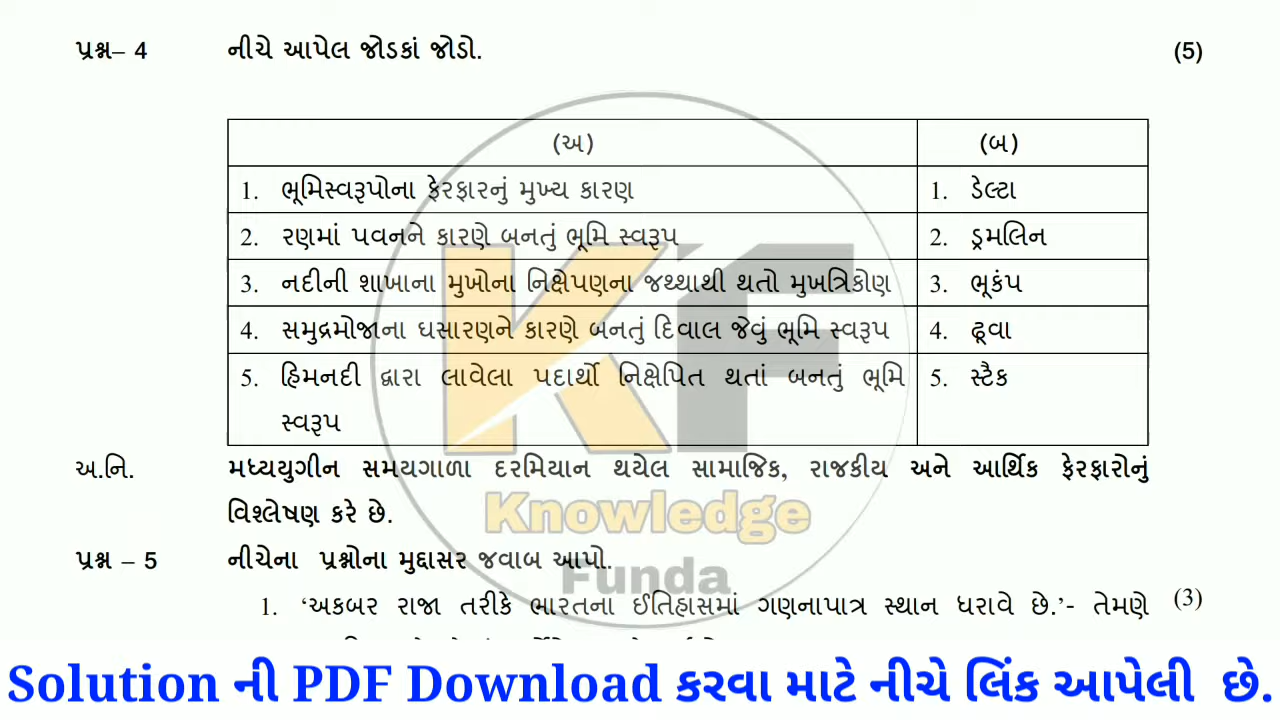 પ્રશ્ન– 4 નીચે આપેલ જોડકાં જોડો. (5)
(અ) (બ)
1. ભૂમિસ્વરૂપોના ફેરફારનું મુખ્ય કારણ 1. ડેલ્ટા
2. રણમાં પવનને કારણે બનતું ભૂમિ સ્વરૂપ 2. ડ્રમલિન
3. નદીની શાખાના મુખોના નિક્ષેપણના જથ્થાથી થતો મુખત્રિકોણ 3. ભૂકંપ
4. સમુદ્રમોજાના ઘસારણને કારણે બનતું દિવાલ જેવું ભૂમિ સ્વરૂપ 4. ઢૂવા
5. હિમનદી દ્વારા લાવેલા પદાર્થો નિક્ષેપિત થતાં બનતું ભૂમિ 5. સ્ટૅક
સ્વરૂપ
અ.નિ. મધ્યયુગીન સમયગાળા દરમિયાન થયેલ સામાજિક, રાજકીય અને આર્થિક ફેરફારોનું
વિશ્લેષણ કરે છે.
Knowledge
પ્રશ્ન – 5 નીચેના પ્રશ્નોના મુદ્દાસર જવાબ આપો.
Funda
1. ‘અકબર રાજા તરીકે ભારતના ઈતિહાસમાં ગણનાપાત્ર સ્થાન ધરાવે છે.’- તેમણે (3)
Solution ની PDF Download કરવા માટે નીચે લિંક આપેલી છે.